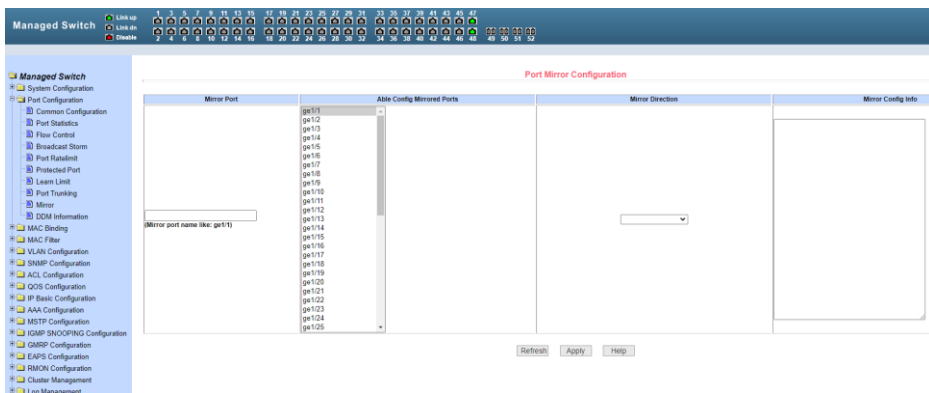 Managed Switch
Link up
Link dn
Disable
1 3 5 7 9 11 13 15 17 19 21 23 25 27 29 31 33 35 37 39 41 43 45 47
2 4 6 8 10 12 14 16 18 20 22 24 26 28 30 32 34 36 38 40 42 44 46 48 49 50 51 52
Managed Switch
System Configuration
Port Configuration
Common Configuration
Port Statistics
Flow Control
Broadcast Storm
Port Ratelimit
Protected Port
Learn Limit
Port Trunking
Mirror
DDM Information
MAC Binding
MAC Filter
VLAN Configuration
SNMP Configuration
ACL Configuration
QOS Configuration
IP Basic Configuration
AAA Configuration
MSTP Configuration
IGMP SNOOPING Configuration
GMRP Configuration
EAPS Configuration
RMON Configuration
Cluster Management
Log Management
Port Mirror Configuration
Mirror Port
Able Config Mirrored Ports
Mirror Direction
Mirror Config Info
(Mirror port name like: ge1/1)
ge1/1
ge1/2
ge1/3
ge1/4
ge1/5
ge1/6
ge1/7
ge1/8
ge1/9
ge1/10
ge1/11
ge1/12
ge1/13
ge1/14
ge1/15
ge1/16
ge1/17
ge1/18
ge1/19
ge1/20
ge1/21
ge1/22
ge1/23
ge1/24
ge1/25
Refresh
Apply
Help